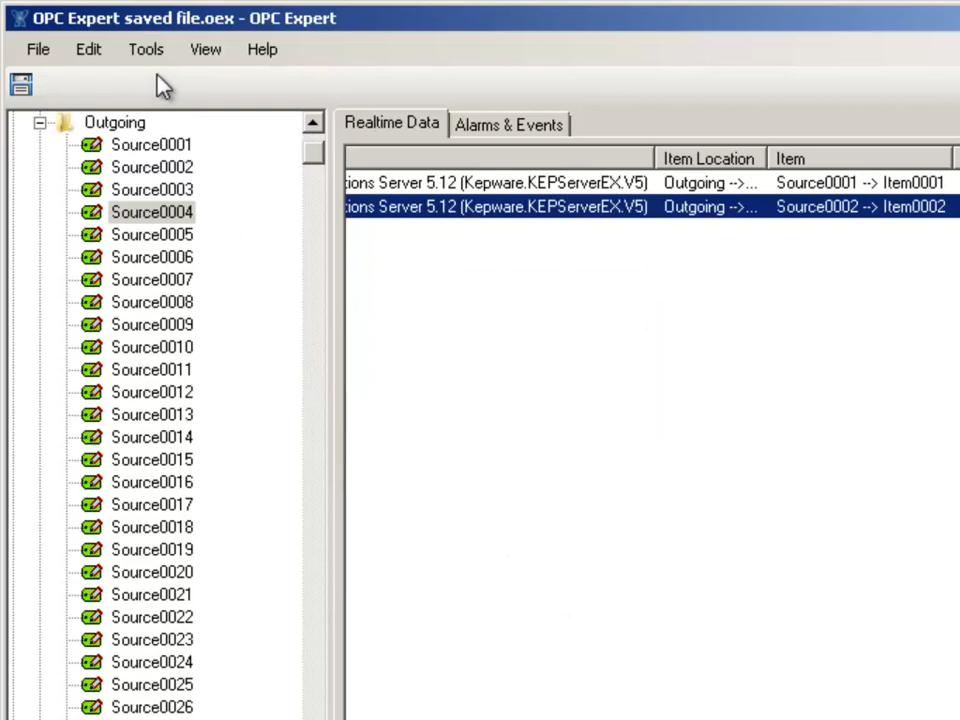 OPC Expert saved file.oex - OPC Expert
File Edit Tools View Help
Outgoing
Source0001
Source0002
Source0003
Source0004
Source0005
Source0006
Source0007
Source0008
Source0009
Source0010
Source0011
Source0012
Source0013
Source0014
Source0015
Source0016
Source0017
Source0018
Source0019
Source0020
Source0021
Source0022
Source0023
Source0024
Source0025
Source0026
Realtime Data Alarms & Events
Item Location Item
tions Server 5.12 (Kepware.KEPServerEX.V5) Outgoing -->... Source0001 --> Item0001
tions Server 5.12 (Kepware.KEPServerEX.V5) Outgoing -->... Source0002 --> Item0002